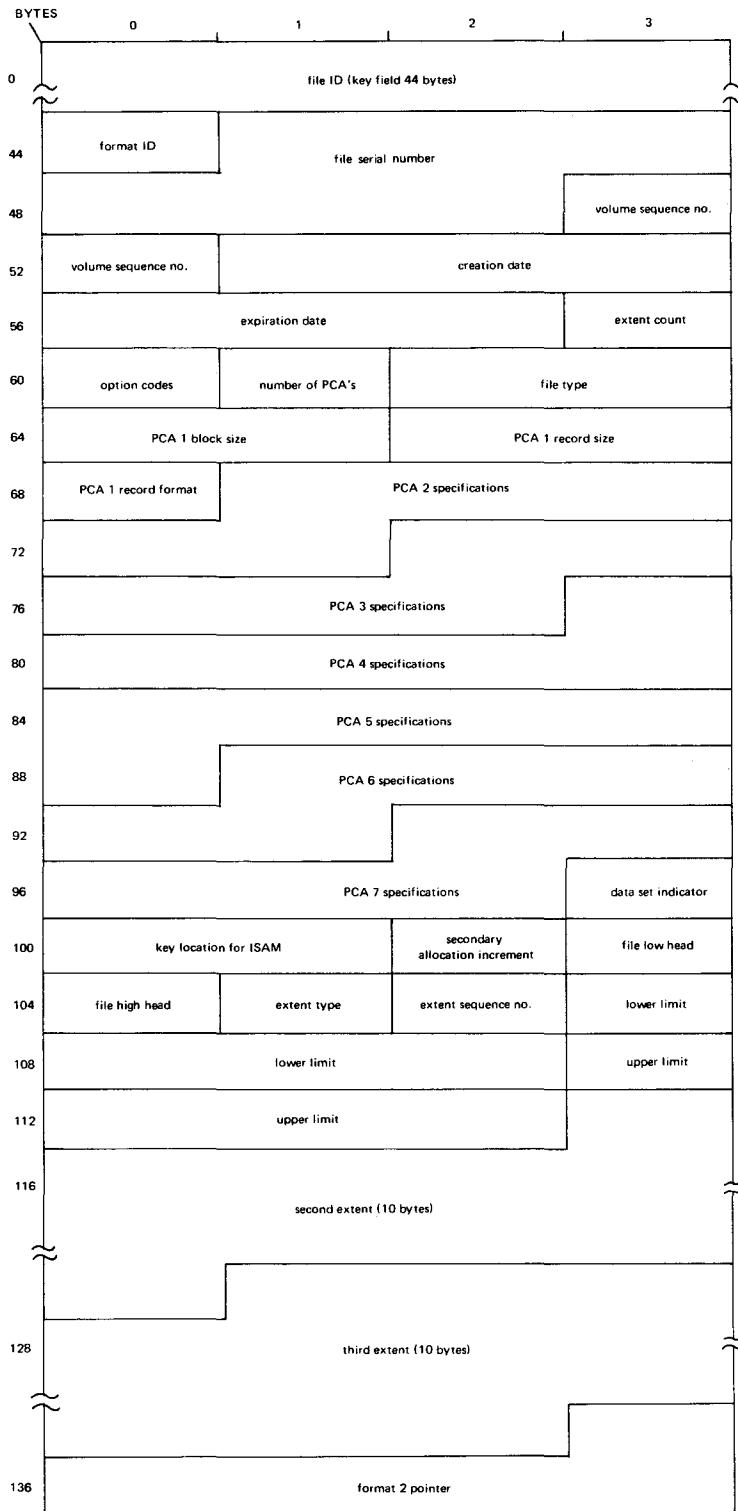 BYTES
0 1 2 3
0 file ID (key field 44 bytes)
44 format ID file serial number
48 volume sequence no.
52 volume sequence no. creation date
56 expiration date extent count
60 option codes number of PCA's file type
64 PCA 1 block size PCA 1 record size
68 PCA 1 record format PCA 2 specifications
72
76 PCA 3 specifications
80 PCA 4 specifications
84 PCA 5 specifications
88 PCA 6 specifications
92
96 PCA 7 specifications data set indicator
100 key location for ISAM secondary allocation increment file low head
104 file high head extent type extent sequence no. lower limit
108 lower limit upper limit
112 upper limit
116
second extent (10 bytes)
128 third extent (10 bytes)
136 format 2 pointer